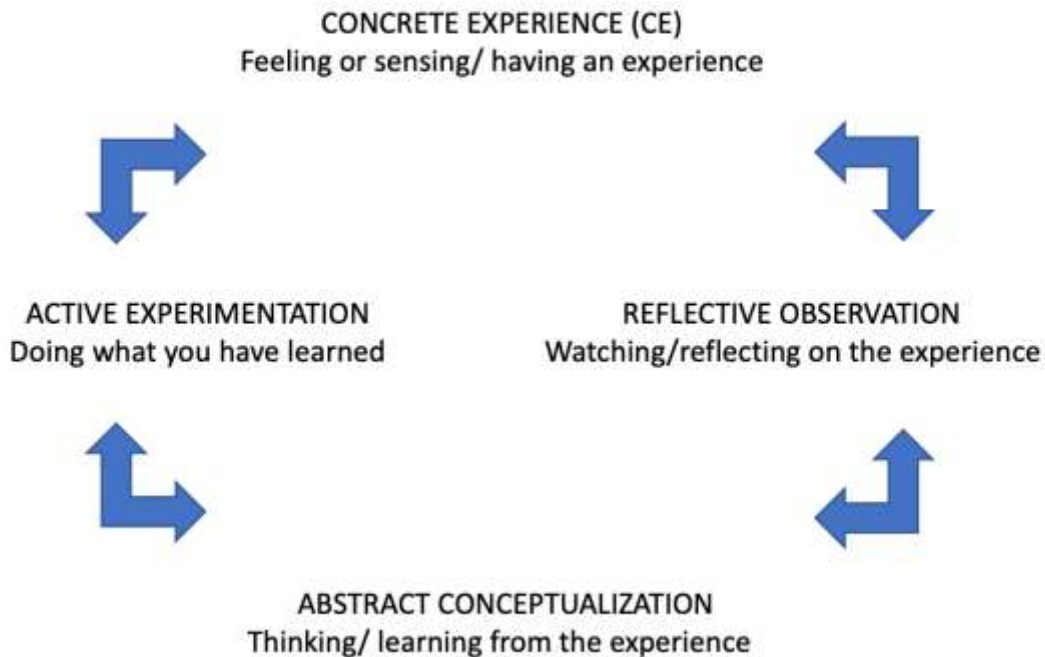 CONCRETE EXPERIENCE (CE)
Feeling or sensing/ having an experience
ACTIVE EXPERIMENTATION
Doing what you have learned
REFLECTIVE OBSERVATION
Watching/reflecting on the experience
ABSTRACT CONCEPTUALIZATION
Thinking/ learning from the experience